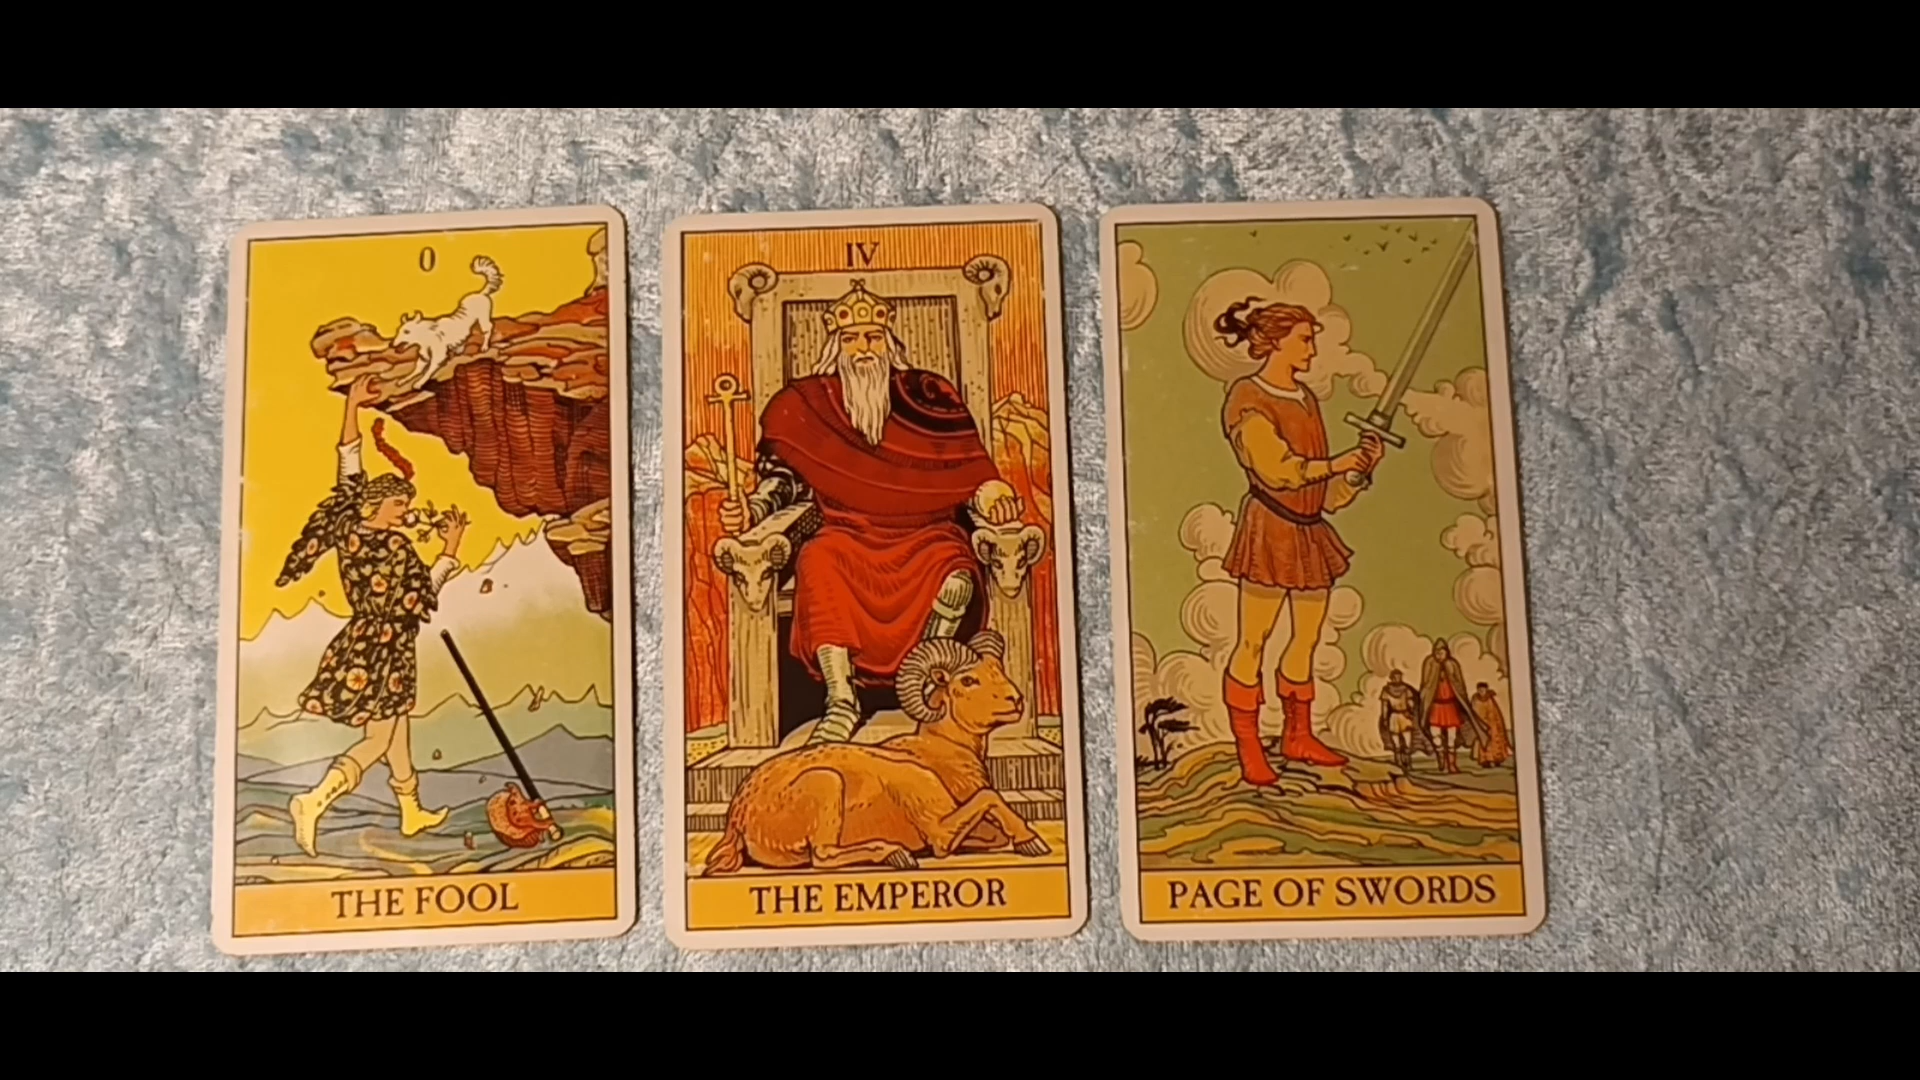 0
THE FOOL
IV
THE EMPEROR
PAGE OF SWORDS